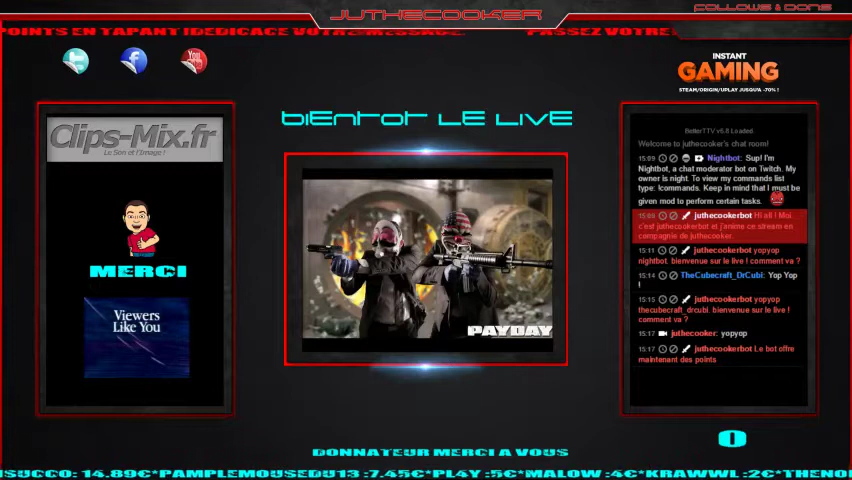 JUTHECOOKER
FOLLOWS & DONS
POINTS EN TAPANT !DEDICACE VOTRE MESSAGE.
PASSEZ VOTRE
INSTANT
GAMING
STEAM/ORIGIN/UPLAY JUSQU'A -70% !
You
Clips-Mix.fr
Le Son et l'Image !
MERCI
Viewers
Like You
BIENTOT LE LIVE
PAYDAY
BetterTTV v6.8 Loaded
Welcome to juthecooker's chat room!
15:09 Nightbot: Sup! I'm
Nightbot, a chat moderator bot on Twitch. My
owner is night. To view my commands list
type: !commands. Keep in mind that I must be
given mod to perform certain tasks.
15:09 juthecookerbot Hi all ! Moi
c'est juthecookerbot et j'anime ce stream en
compagnie de juthecooker.
15:11 juthecookerbot yopyop
nightbot. bienvenue sur le live ! comment va ?
15:14 TheCubecraft_DrCubi: Yop Yop
!
15:15 juthecookerbot yopyop
thecubecraft_drcubi. bienvenue sur le live !
comment va ?
15:17 juthecooker: yopyop
15:17 juthecookerbot Le bot offre
maintenant des points
0
DONNATEUR MERCI A VOUS
SUCCO: 14.89€*PAMPLEMOUSEDU13 :7.45€*PL4Y :5€*MALOW :4€*KRAWWL :2€*THENO